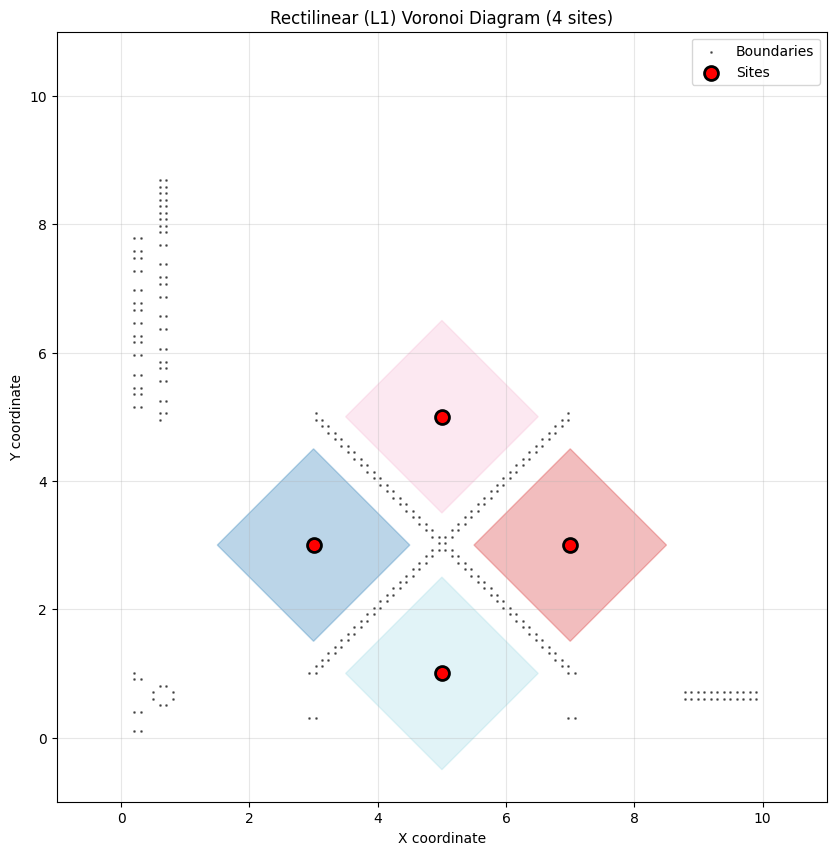 Rectilinear (L1) Voronoi Diagram (4 sites)
Boundaries
Sites
10
8
6
4
2
0
Y coordinate
0 2 4 6 8 10
X coordinate